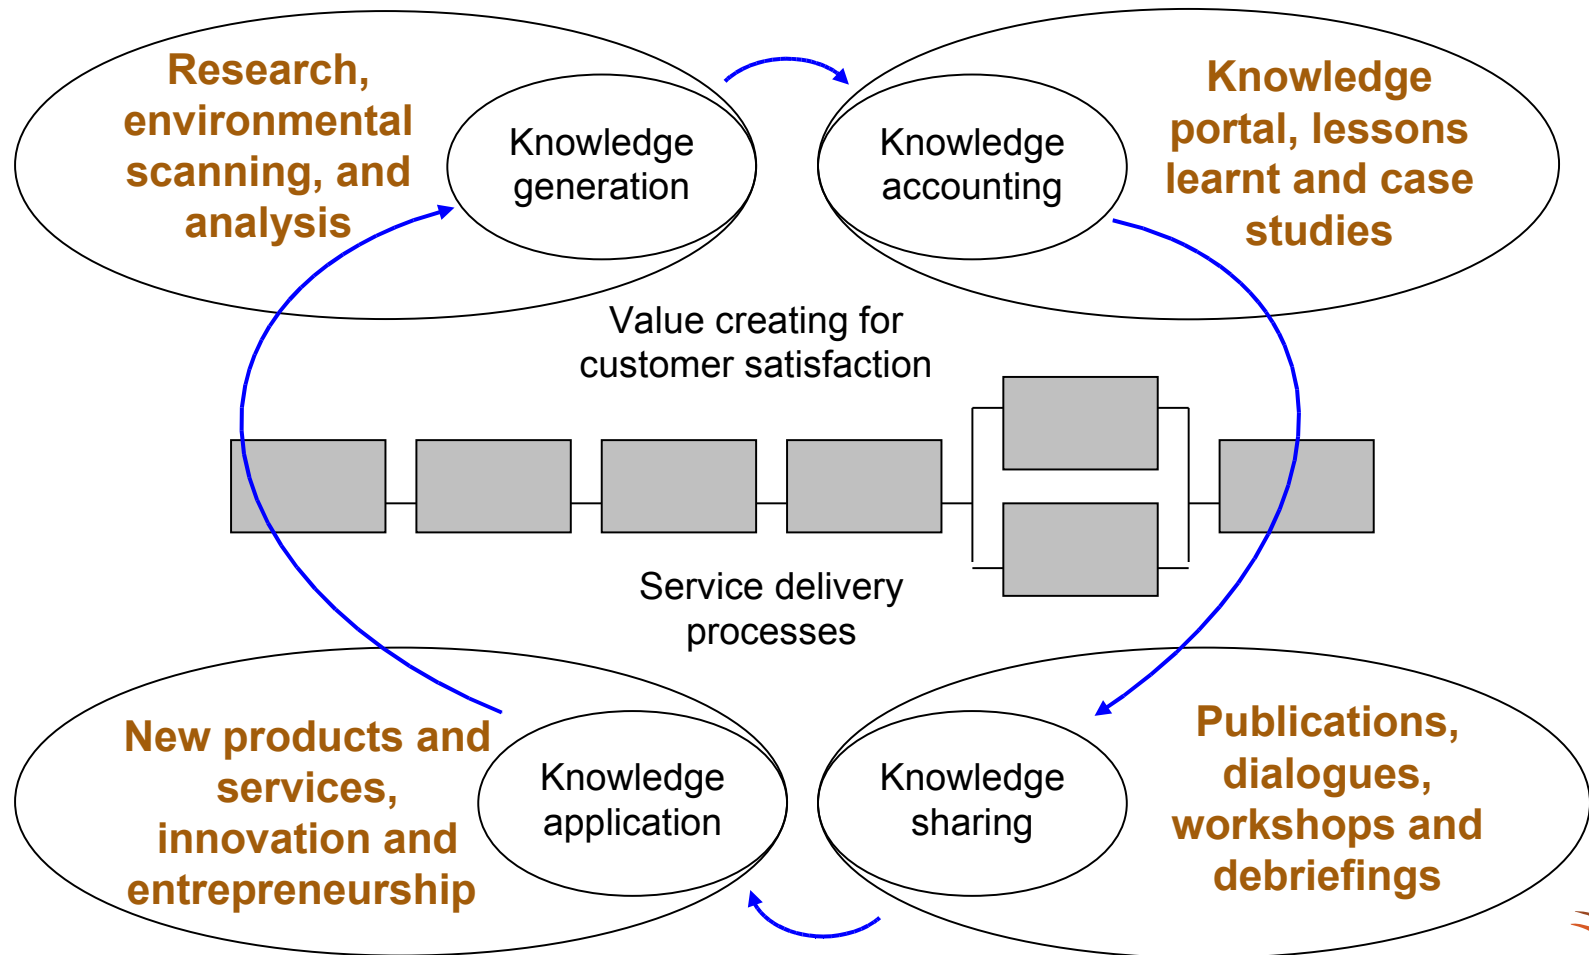 Research,
environmental
scanning, and
analysis
Knowledge
generation
Knowledge
accounting
Knowledge
portal, lessons
learnt and case
studies
Value creating for
customer satisfaction
Service delivery
processes
New products and
services,
innovation and
entrepreneurship
Knowledge
application
Knowledge
sharing
Publications,
dialogues,
workshops and
debriefings